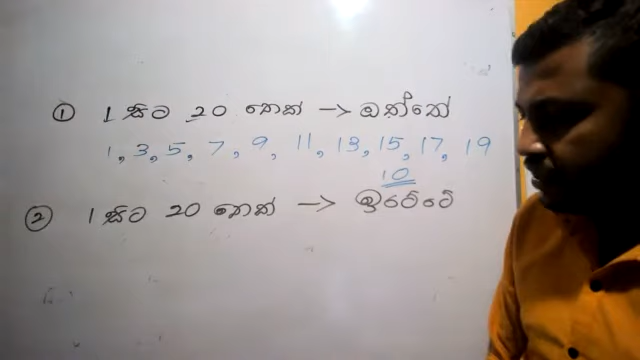 ① 1 සිට 20 තෙක් → ඔත්තේ
1, 3, 5, 7, 9, 11, 13, 15, 17, 19
10
② 1 සිට 20 තෙක් → ඉරට්ටේ